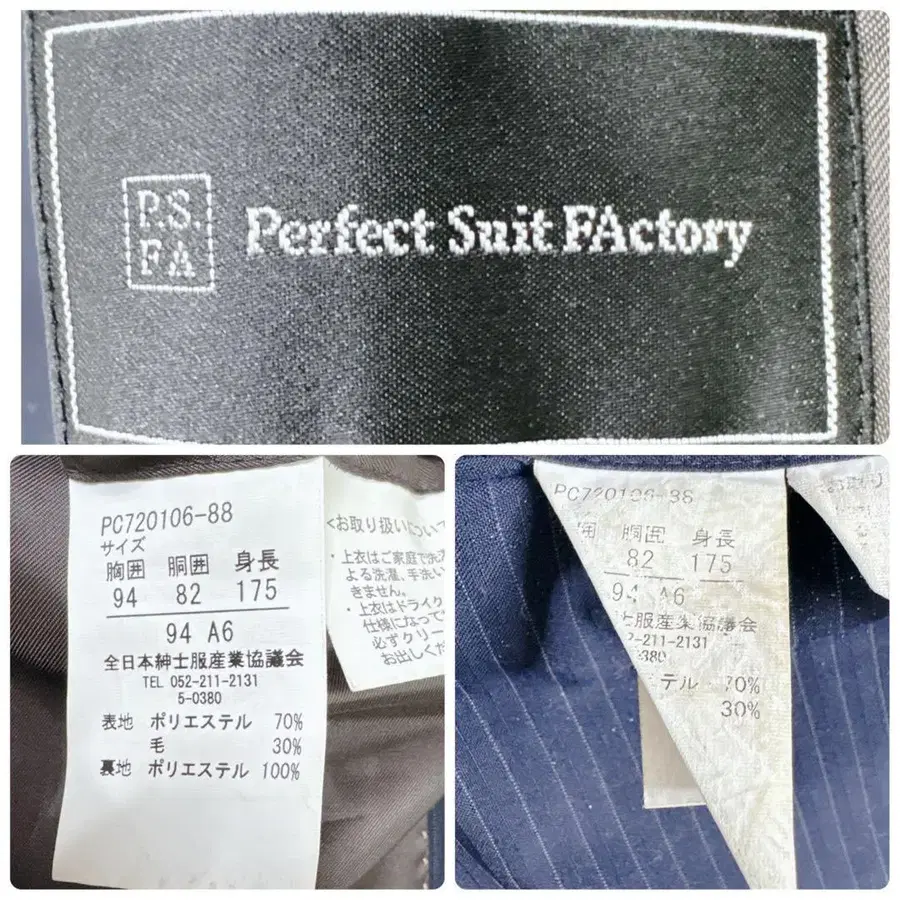 P.S.
FA
Perfect Suit FActory
PC720106-88
サイズ
胸囲 胴囲 身長
94 82 175
94 A6
全日本紳士服産業協議会
TEL 052-211-2131
5-0380
表地 ポリエステル 70%
毛 30%
裏地 ポリエステル 100%
<お取り扱いについて
・上衣はご家庭で洗濯
よる洗濯、手洗い
きません。
・上衣はドライク
仕様になって
必ずクリー
お出しくだ
PC720106-88
胴囲 身長
82 175
94 A6
士服産業協議会
2-211-2131
0380
ステル 70%
30%